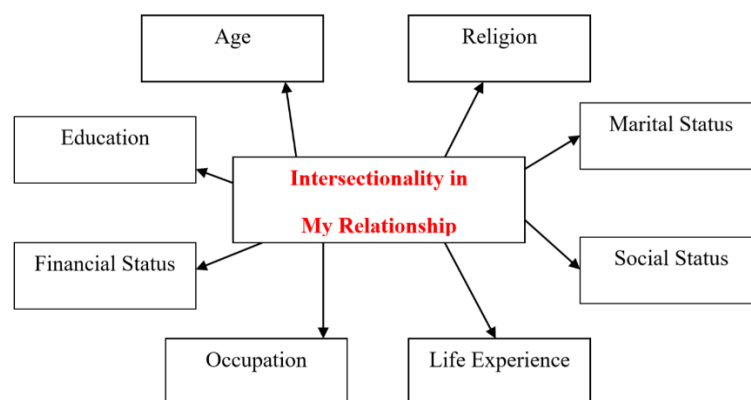 Age
Religion
Marital Status
Education
Intersectionality in
My Relationship
Financial Status
Social Status
Occupation
Life Experience